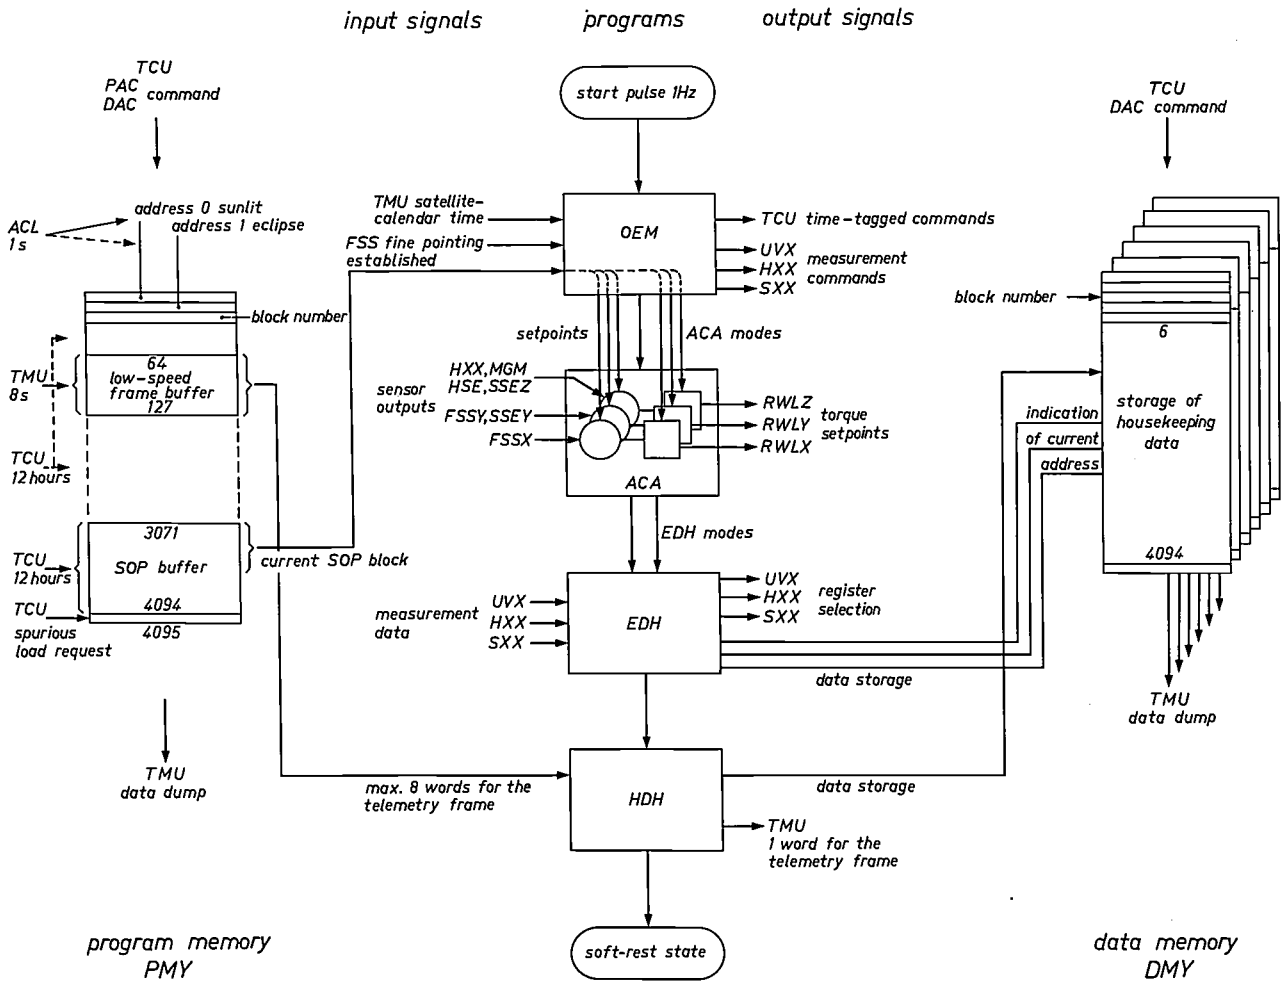 input signals
programs
output signals
TCU
PAC
DAC command
start pulse 1Hz
TCU
DAC command
ACL
1s
address 0 sunlit
address 1 eclipse
block number
64
low-speed
frame buffer
127
TMU
8s
TCU
12 hours
3071
SOP buffer
4094
4095
TCU
12 hours
TCU
spurious
load request
current SOP block
TMU
data dump
program memory
PMY
TMU satellite-
calendar time
FSS fine pointing
established
OEM
TCU time-tagged commands
UVX
HXX
SXX
measurement
commands
setpoints
ACA modes
sensor
outputs
HXX,MGM
HSE,SSEZ
FSSY,SSEY
FSSX
ACA
RWLZ
RWLY
RWLX
torque
setpoints
EDH modes
measurement
data
UVX
HXX
SXX
EDH
UVX
HXX
SXX
register
selection
data storage
max. 8 words for the
telemetry frame
HDH
data storage
TMU
1 word for the
telemetry frame
soft-rest state
block number
6
storage of
housekeeping
data
4094
indication
of current
address
TMU
data dump
data memory
DMY